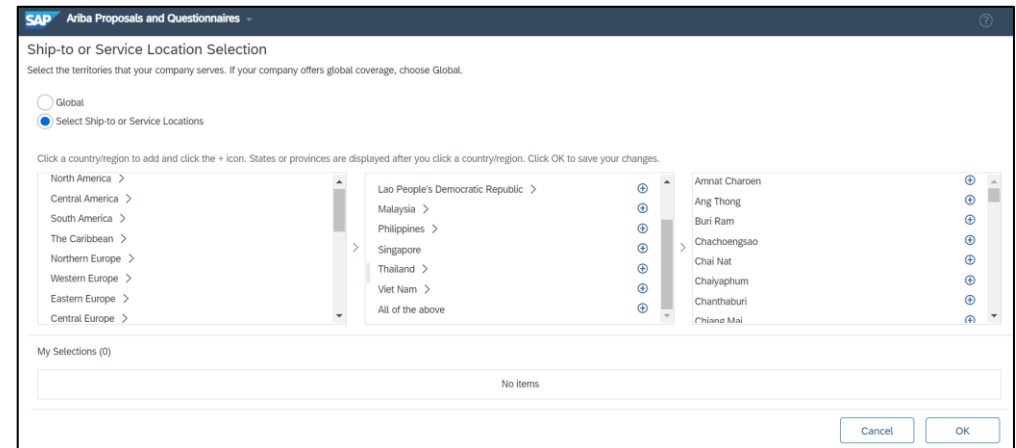 SAP Ariba Proposals and Questionnaires
Ship-to or Service Location Selection
Select the territories that your company serves. If your company offers global coverage, choose Global.
Global
Select Ship-to or Service Locations
Click a country/region to add and click the + icon. States or provinces are displayed after you click a country/region. Click OK to save your changes.
North America >
Central America >
South America >
The Caribbean >
Northern Europe >
Western Europe >
Eastern Europe >
Central Europe >
Lao People's Democratic Republic >
Malaysia >
Philippines >
Singapore
Thailand >
Viet Nam >
All of the above
Amnat Charoen
Ang Thong
Buri Ram
Chachoengsao
Chai Nat
Chaiyaphum
Chanthaburi
Chiang Mai
My Selections (0)
No items
Cancel
OK